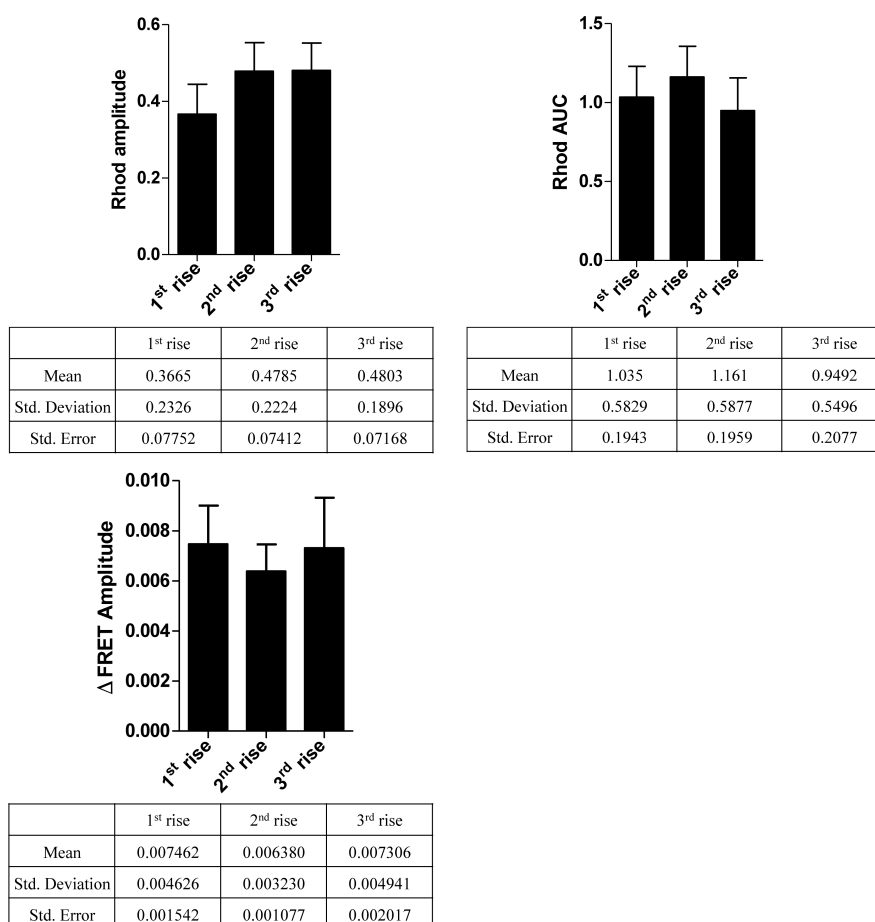 Rhod amplitude
0.6
0.4
0.2
0.0
1st rise
2nd rise
3rd rise
1st rise 2nd rise 3rd rise
Mean 0.3665 0.4785 0.4803
Std. Deviation 0.2326 0.2224 0.1896
Std. Error 0.07752 0.07412 0.07168
Rhod AUC
1.5
1.0
0.5
0.0
1st rise
2nd rise
3rd rise
1st rise 2nd rise 3rd rise
Mean 1.035 1.161 0.9492
Std. Deviation 0.5829 0.5877 0.5496
Std. Error 0.1943 0.1959 0.2077
Δ FRET Amplitude
0.010
0.008
0.006
0.004
0.002
0.000
1st rise
2nd rise
3rd rise
1st rise 2nd rise 3rd rise
Mean 0.007462 0.006380 0.007306
Std. Deviation 0.004626 0.003230 0.004941
Std. Error 0.001542 0.001077 0.002017